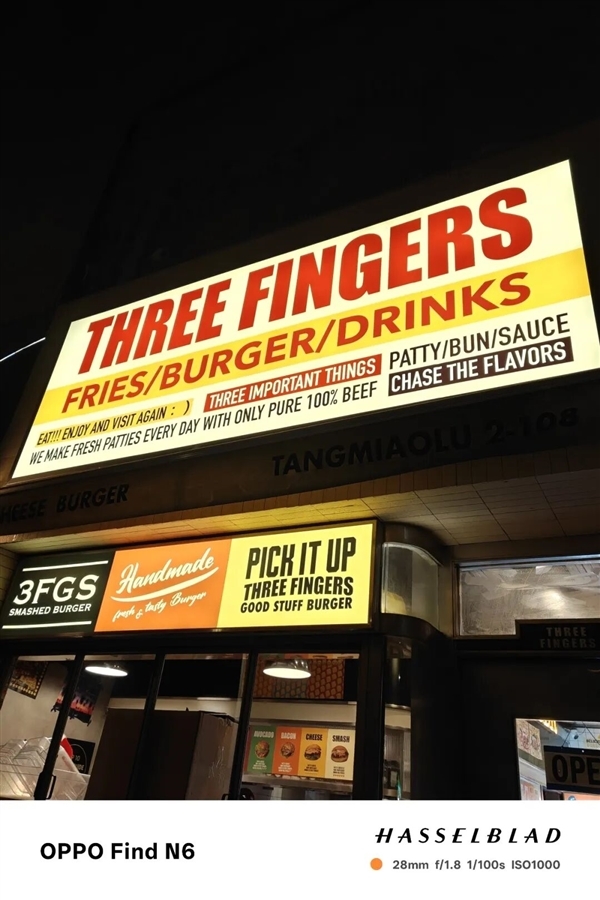 THREE FINGERS
FRIES/BURGER/DRINKS
EAT!!! ENJOY AND VISIT AGAIN : )
THREE IMPORTANT THINGS
PATTY/BUN/SAUCE
WE MAKE FRESH PATTIES EVERY DAY WITH ONLY PURE 100% BEEF
CHASE THE FLAVORS
TANGMIAOLU
CHEESE BURGER
3FGS
SMASHED BURGER
Handmade
fresh & tasty Burger
PICK IT UP
THREE FINGERS
GOOD STUFF BURGER
THREE
FINGERS
AVOCADO
BACON
CHEESE
SMASH
OPE
OPPO Find N6
HASSELBLAD
28mm f/1.8 1/100s ISO1000